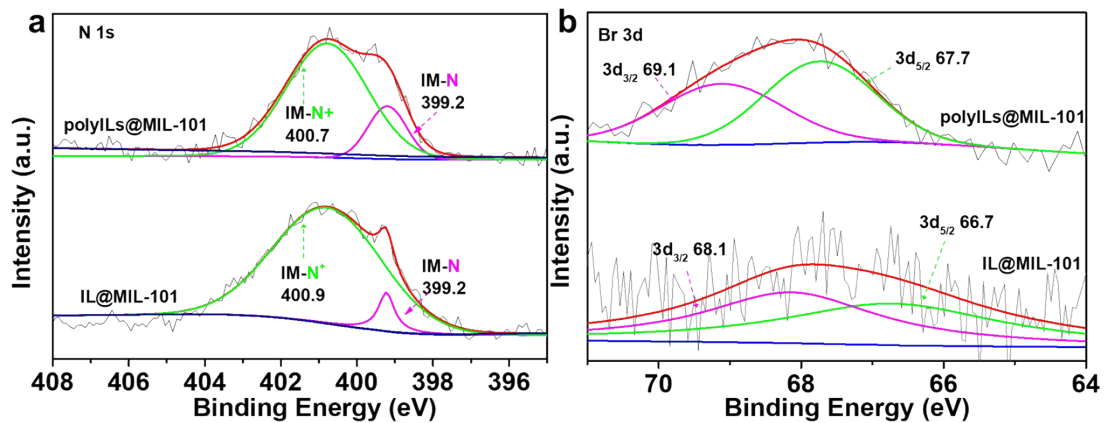 a
N 1s
IM-N
399.2
IM-N+
400.7
polyILs@MIL-101
IM-N⁺
400.9
IM-N
399.2
IL@MIL-101
Intensity (a.u.)
408 406 404 402 400 398 396
Binding Energy (eV)
b
Br 3d
3d₃/₂ 69.1
3d₅/₂ 67.7
polyILs@MIL-101
3d₅/₂ 66.7
3d₃/₂ 68.1
IL@MIL-101
Intensity (a.u.)
70 68 66 64
Binding Energy (eV)